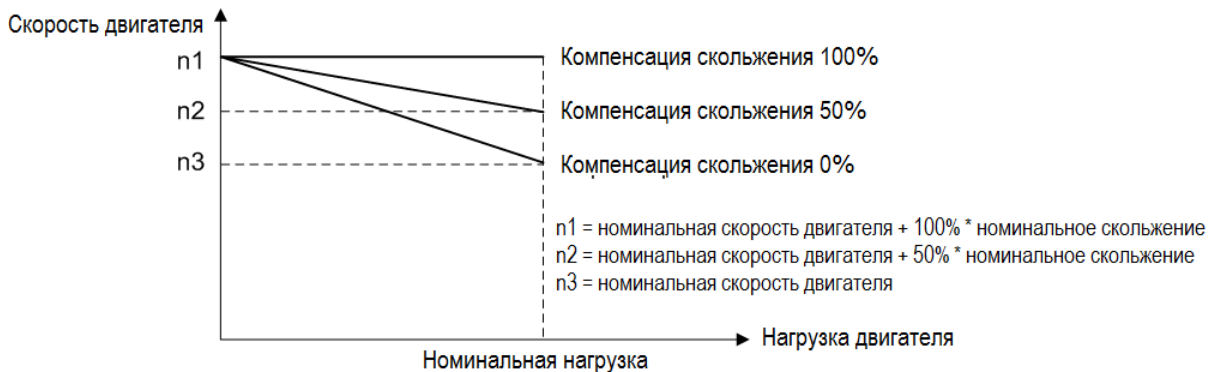 Скорость двигателя
n1
Компенсация скольжения 100%
n2
Компенсация скольжения 50%
n3
Компенсация скольжения 0%
n1 = номинальная скорость двигателя + 100% * номинальное скольжение
n2 = номинальная скорость двигателя + 50% * номинальное скольжение
n3 = номинальная скорость двигателя
Нагрузка двигателя
Номинальная нагрузка